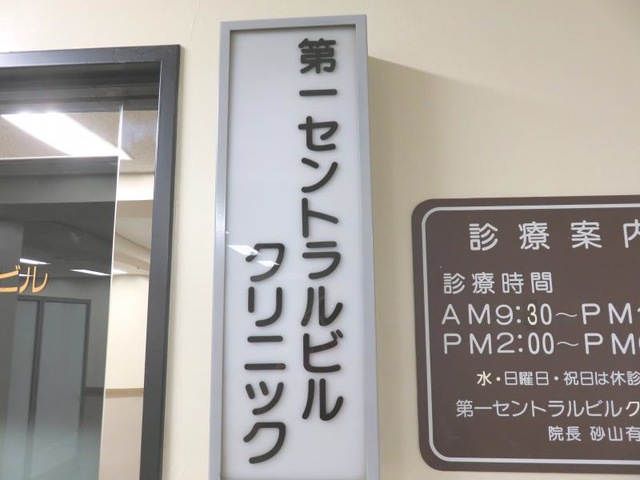 第一セントラルビル
クリニック
ビル
診療案内
診療時間
AM9:30～PM1
PM2:00～PM
水・日曜日・祝日は休診
第一セントラルビルク
院長 砂山有